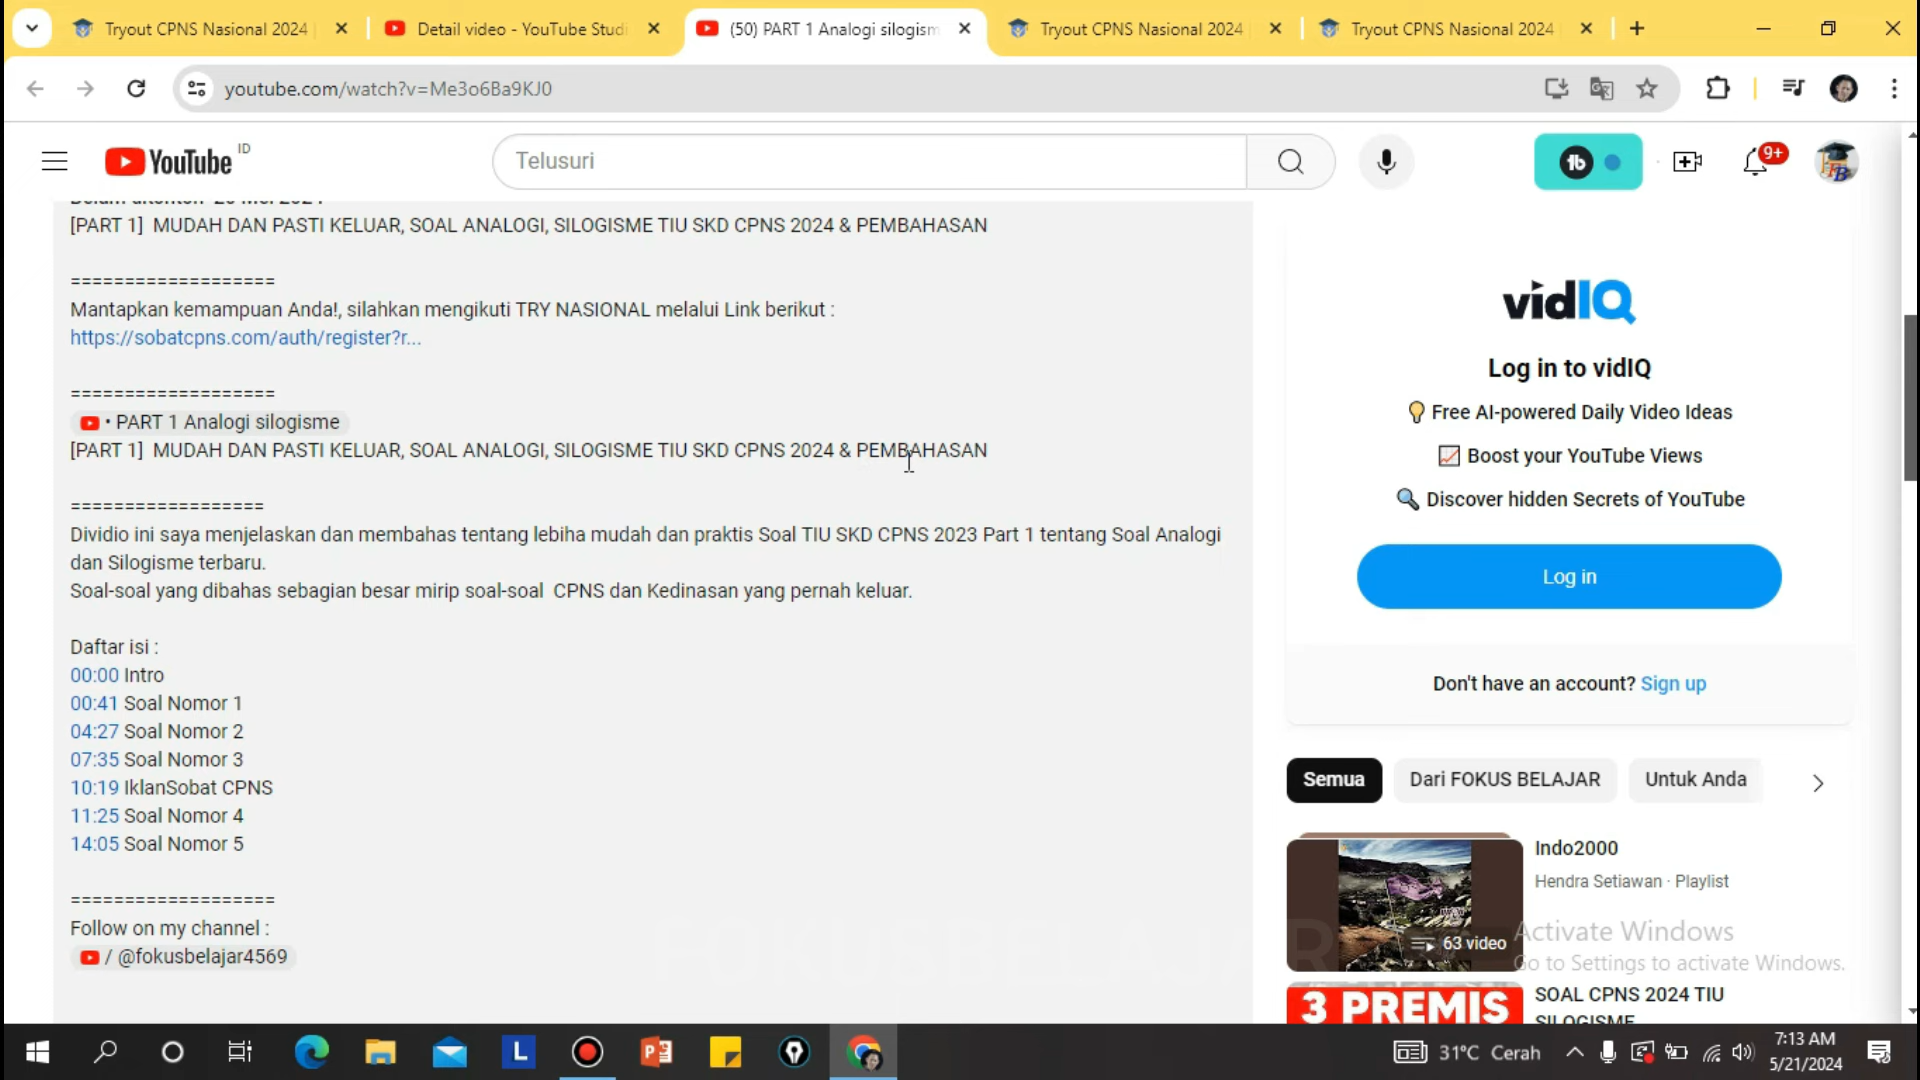 Tryout CPNS Nasional 2024
Detail video - YouTube Studi
(50) PART 1 Analogi silogism
Tryout CPNS Nasional 2024
Tryout CPNS Nasional 2024
youtube.com/watch?v=Me3o6Ba9KJ0
YouTube ID
Telusuri
9+
[PART 1] MUDAH DAN PASTI KELUAR, SOAL ANALOGI, SILOGISME TIU SKD CPNS 2024 & PEMBAHASAN
===================
Mantapkan kemampuan Anda!, silahkan mengikuti TRY NASIONAL melalui Link berikut :
https://sobatcpns.com/auth/register?r...
===================
• PART 1 Analogi silogisme
[PART 1] MUDAH DAN PASTI KELUAR, SOAL ANALOGI, SILOGISME TIU SKD CPNS 2024 & PEMBAHASAN
==================
Dividio ini saya menjelaskan dan membahas tentang lebiha mudah dan praktis Soal TIU SKD CPNS 2023 Part 1 tentang Soal Analogi
dan Silogisme terbaru.
Soal-soal yang dibahas sebagian besar mirip soal-soal CPNS dan Kedinasan yang pernah keluar.
Daftar isi :
00:00 Intro
00:41 Soal Nomor 1
04:27 Soal Nomor 2
07:35 Soal Nomor 3
10:19 IklanSobat CPNS
11:25 Soal Nomor 4
14:05 Soal Nomor 5
===================
Follow on my channel :
/ @fokusbelajar4569
vidIQ
Log in to vidIQ
Free AI-powered Daily Video Ideas
Boost your YouTube Views
Discover hidden Secrets of YouTube
Log in
Don't have an account? Sign up
Semua
Dari FOKUS BELAJAR
Untuk Anda
Indo2000
Hendra Setiawan · Playlist
63 video
Activate Windows
Go to Settings to activate Windows.
3 PREMIS
SOAL CPNS 2024 TIU
SILOGISME
31°C Cerah
7:13 AM
5/21/2024